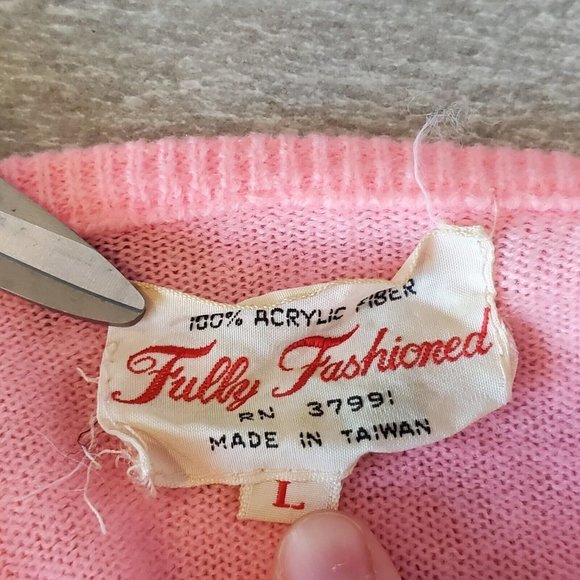 100% ACRYLIC FIBER
Fully Fashioned
RN 37991
MADE IN TAIWAN
L